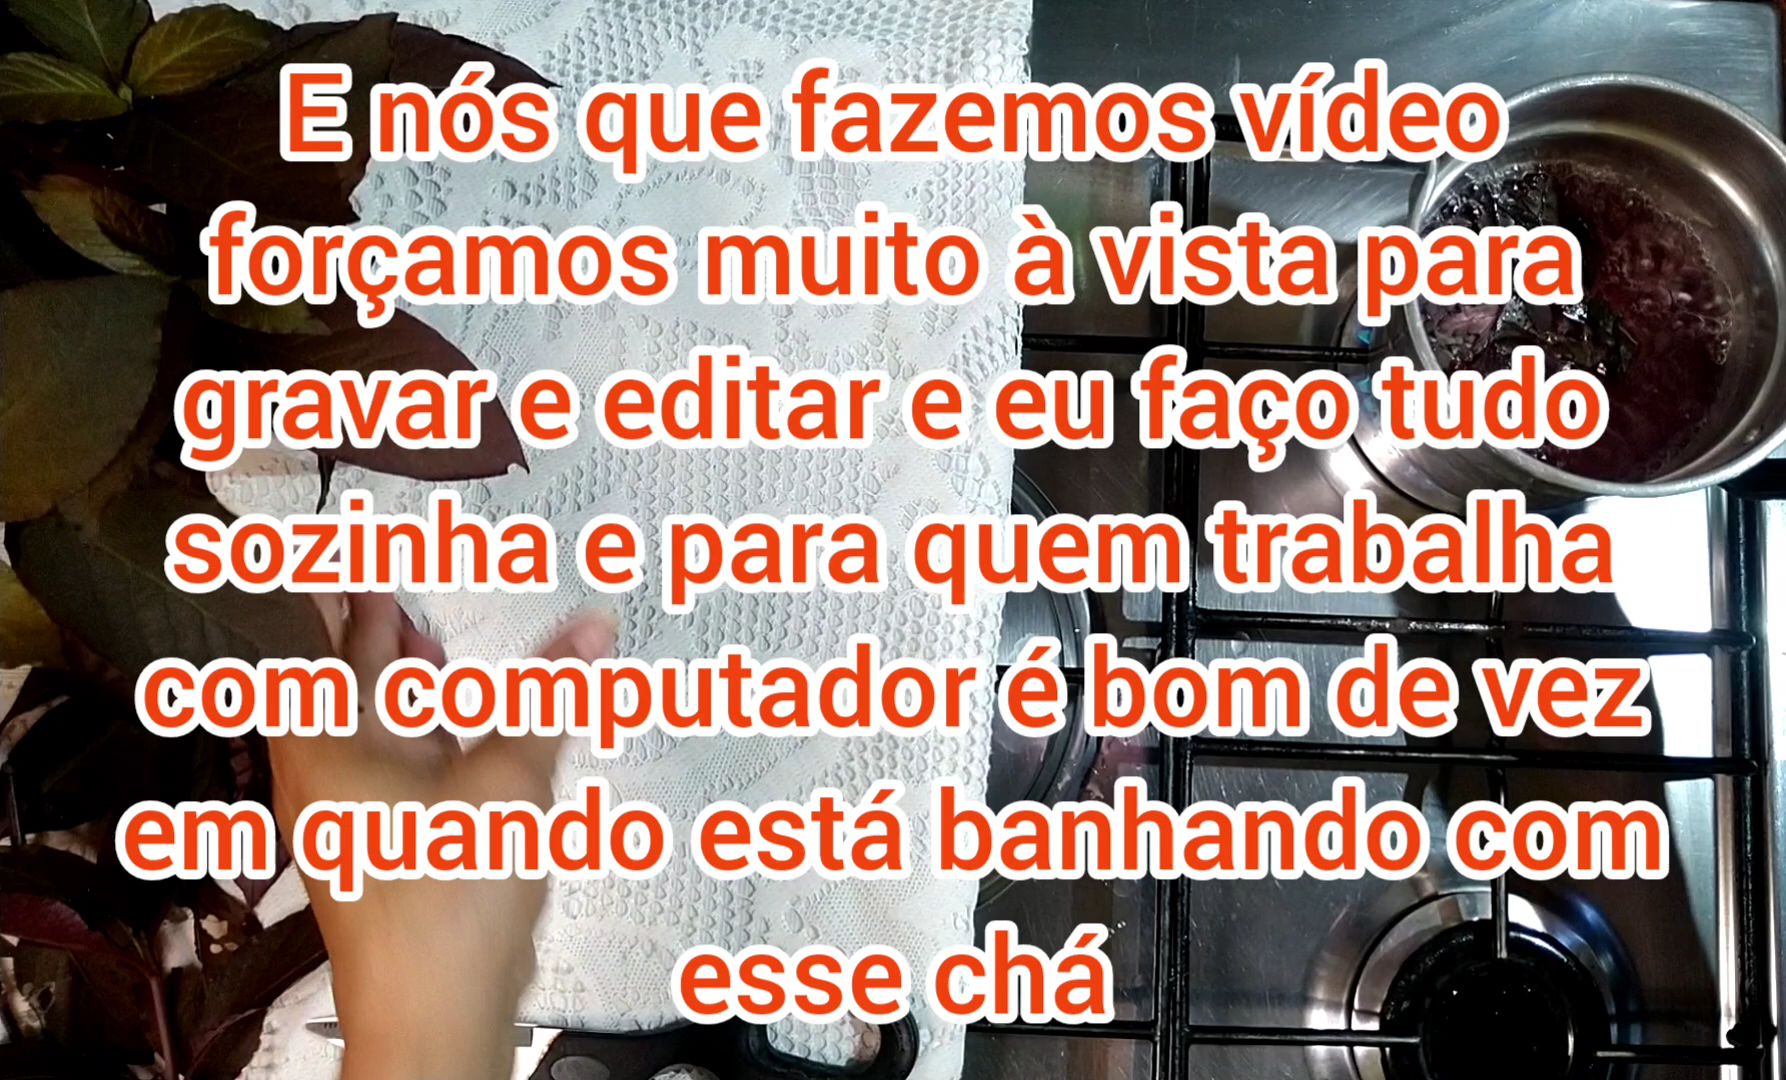 E nós que fazemos vídeo
forçamos muito à vista para
gravar e editar e eu faço tudo
sozinha e para quem trabalha
com computador é bom de vez
em quando está banhando com
esse chá